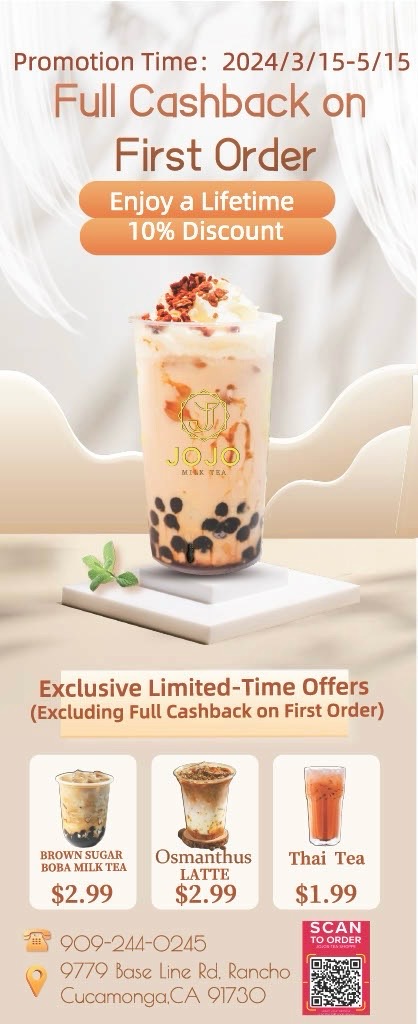 Promotion Time: 2024/3/15-5/15
Full Cashback on
First Order
Enjoy a Lifetime
10% Discount
JOJO
MILK TEA
Exclusive Limited-Time Offers
(Excluding Full Cashback on First Order)
BROWN SUGAR
BOBA MILK TEA
$2.99
Osmanthus
LATTE
$2.99
Thai Tea
$1.99
909-244-0245
9779 Base Line Rd, Rancho
Cucamonga,CA 91730
SCAN
TO ORDER